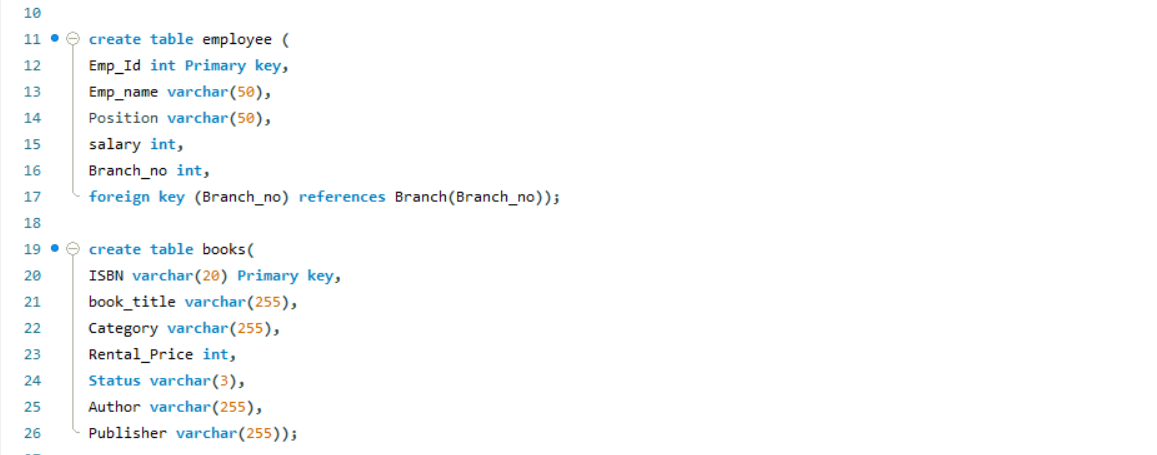 10
11 create table employee (
12 Emp_Id int Primary key,
13 Emp_name varchar(50),
14 Position varchar(50),
15 salary int,
16 Branch_no int,
17 foreign key (Branch_no) references Branch(Branch_no));
18
19 create table books(
20 ISBN varchar(20) Primary key,
21 book_title varchar(255),
22 Category varchar(255),
23 Rental_Price int,
24 Status varchar(3),
25 Author varchar(255),
26 Publisher varchar(255));